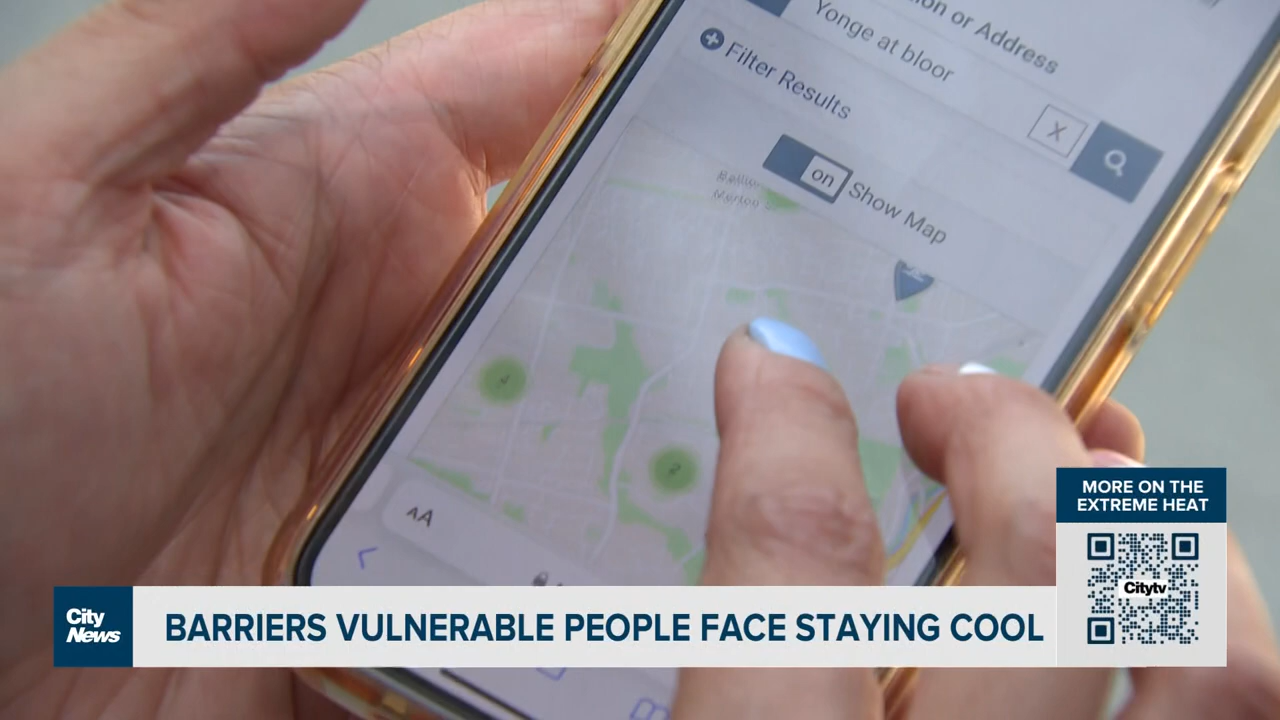 ion or Address
Yonge at bloor
Filter Results
X
on
Show Map
2
AA
City
News
BARRIERS VULNERABLE PEOPLE FACE STAYING COOL
MORE ON THE
EXTREME HEAT
Citytv